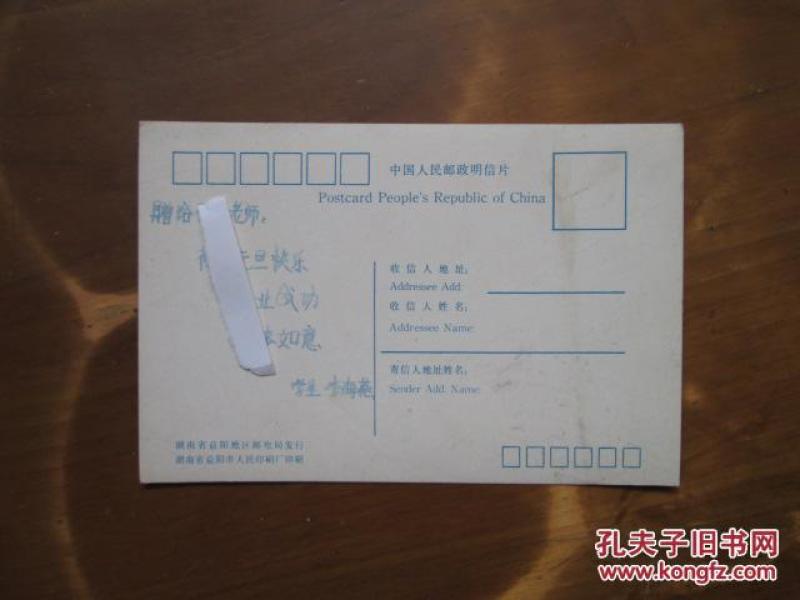 中国人民邮政明信片
Postcard People's Republic of China
赠给 老师。
元旦快乐
业成功
如意
学生
收信人地址:
Addressee Add:
收信人姓名:
Addressee Name:
寄信人地址姓名:
Sender Add. Name:
湖南省益阳地区邮电局发行
湖南省益阳市人民印刷厂印刷
孔夫子旧书网
www.kongfz.com